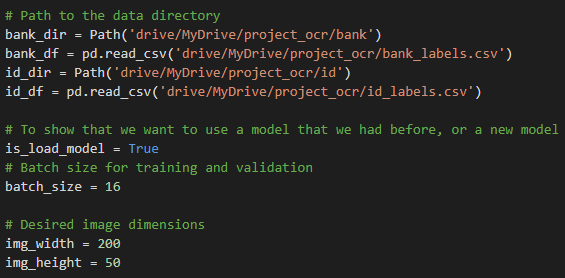 # Path to the data directory
bank_dir = Path('drive/MyDrive/project_ocr/bank')
bank_df = pd.read_csv('drive/MyDrive/project_ocr/bank_labels.csv')
id_dir = Path('drive/MyDrive/project_ocr/id')
id_df = pd.read_csv('drive/MyDrive/project_ocr/id_labels.csv')
# To show that we want to use a model that we had before, or a new model
is_load_model = True
# Batch size for training and validation
batch_size = 16
# Desired image dimensions
img_width = 200
img_height = 50